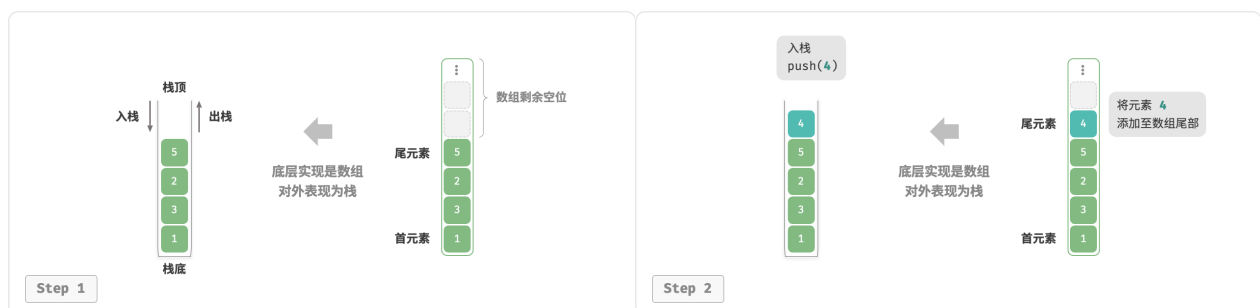 栈顶
入栈
出栈
5
2
3
1
栈底
底层实现是数组
对外表现为栈
⋮
数组剩余空位
尾元素
5
2
3
首元素
1
Step 1
入栈
push(4)
4
5
2
3
1
底层实现是数组
对外表现为栈
⋮
尾元素
4
将元素 4
添加至数组尾部
5
2
3
首元素
1
Step 2